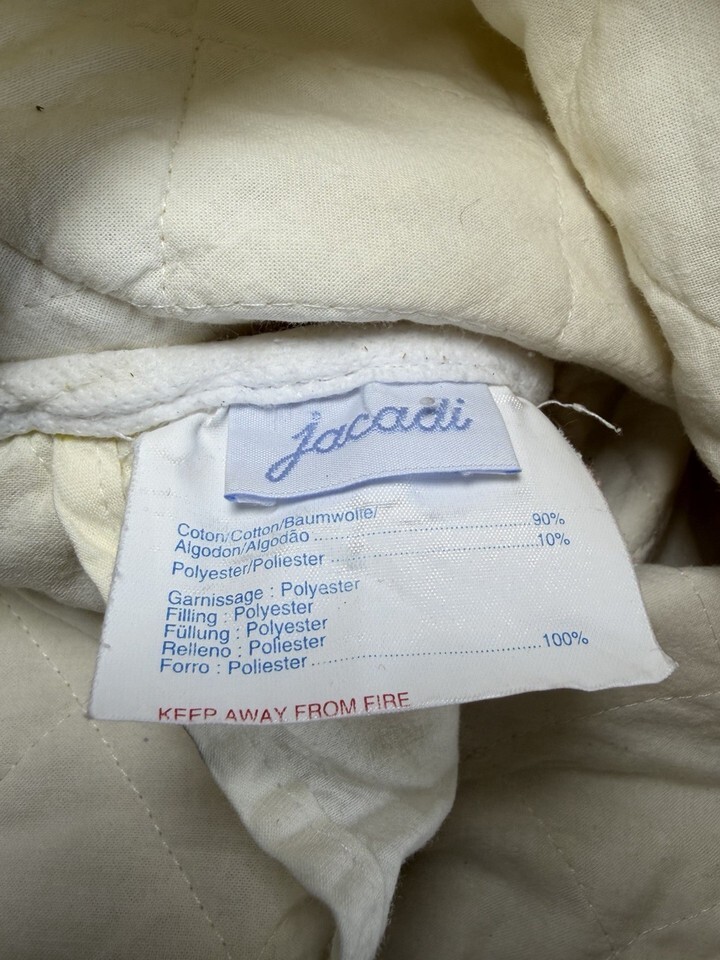 jacadi
Coton/Cotton/Baumwolle/
Algodon/Algodão ........................................ 90%
Polyester/Poliester ........................................ 10%
Garnissage : Polyester
Filling : Polyester
Füllung : Polyester
Relleno : Poliester
Forro : Poliester ........................................ 100%
KEEP AWAY FROM FIRE